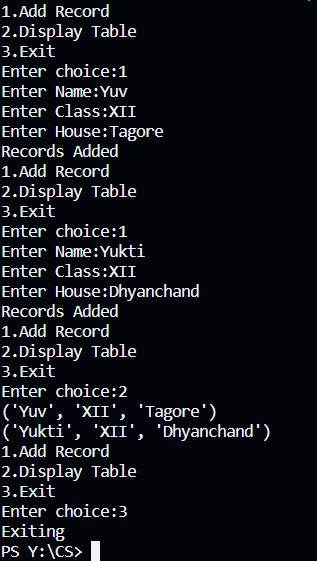 1.Add Record
2.Display Table
3.Exit
Enter choice:1
Enter Name:Yuv
Enter Class:XII
Enter House:Tagore
Records Added
1.Add Record
2.Display Table
3.Exit
Enter choice:1
Enter Name:Yukti
Enter Class:XII
Enter House:Dhyanchand
Records Added
1.Add Record
2.Display Table
3.Exit
Enter choice:2
('Yuv', 'XII', 'Tagore')
('Yukti', 'XII', 'Dhyanchand')
1.Add Record
2.Display Table
3.Exit
Enter choice:3
Exiting
PS Y:\CS>